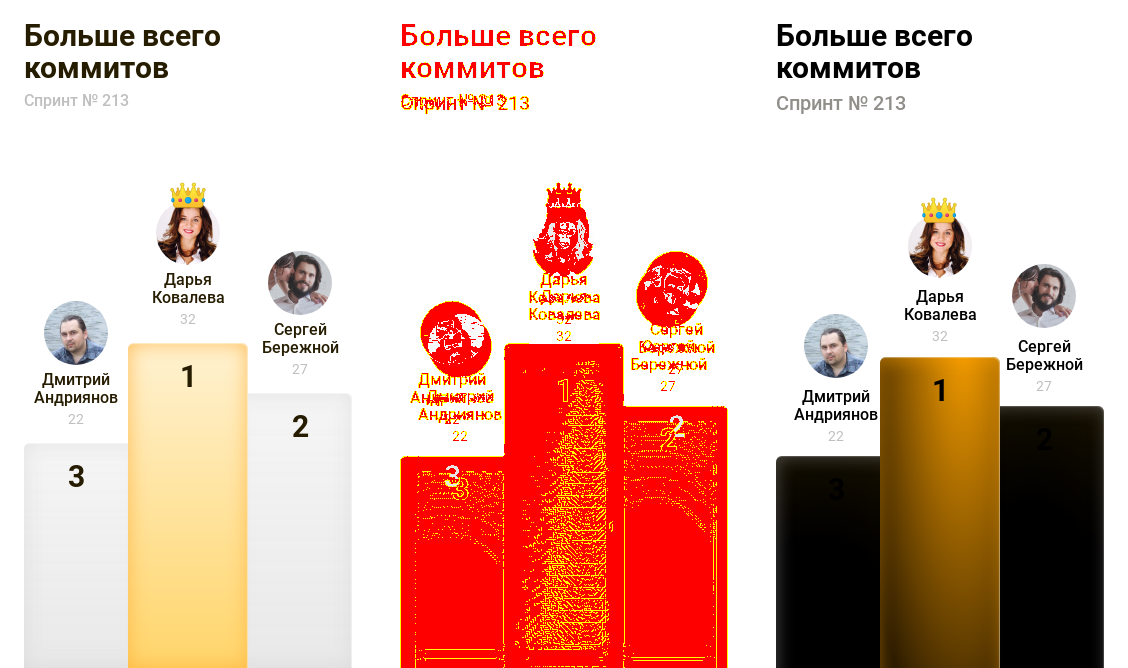 Больше всего
коммитов
Спринт № 213
Дарья
Ковалева
32
Сергей
Бережной
27
Дмитрий
Андриянов
22
1
2
3
Больше всего
коммитов
Спринт № 213
Дарья
Ковалева
32
Сергей
Бережной
27
Дмитрий
Андриянов
22
1
2
3
Больше всего
коммитов
Спринт № 213
Дарья
Ковалева
32
Сергей
Бережной
27
Дмитрий
Андриянов
22
1
2
3